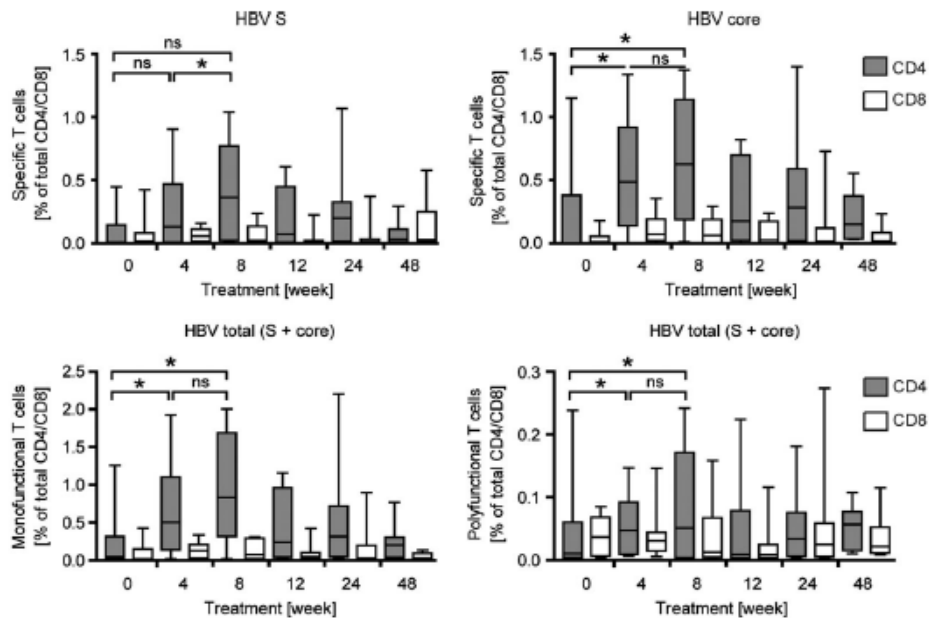 HBV S
ns
ns *
1.5
1.0
0.5
0.0
Specific T cells
[% of total CD4/CD8]
0 4 8 12 24 48
Treatment [week]
HBV core
*
* ns
1.5
1.0
0.5
0.0
Specific T cells
[% of total CD4/CD8]
0 4 8 12 24 48
Treatment [week]
CD4
CD8
HBV total (S + core)
*
* ns
2.5
2.0
1.5
1.0
0.5
0.0
Monofunctional T cells
[% of total CD4/CD8]
0 4 8 12 24 48
Treatment [week]
HBV total (S + core)
*
* ns
0.3
0.2
0.1
0.0
Polyfunctional T cells
[% of total CD4/CD8]
0 4 8 12 24 48
Treatment [week]
CD4
CD8